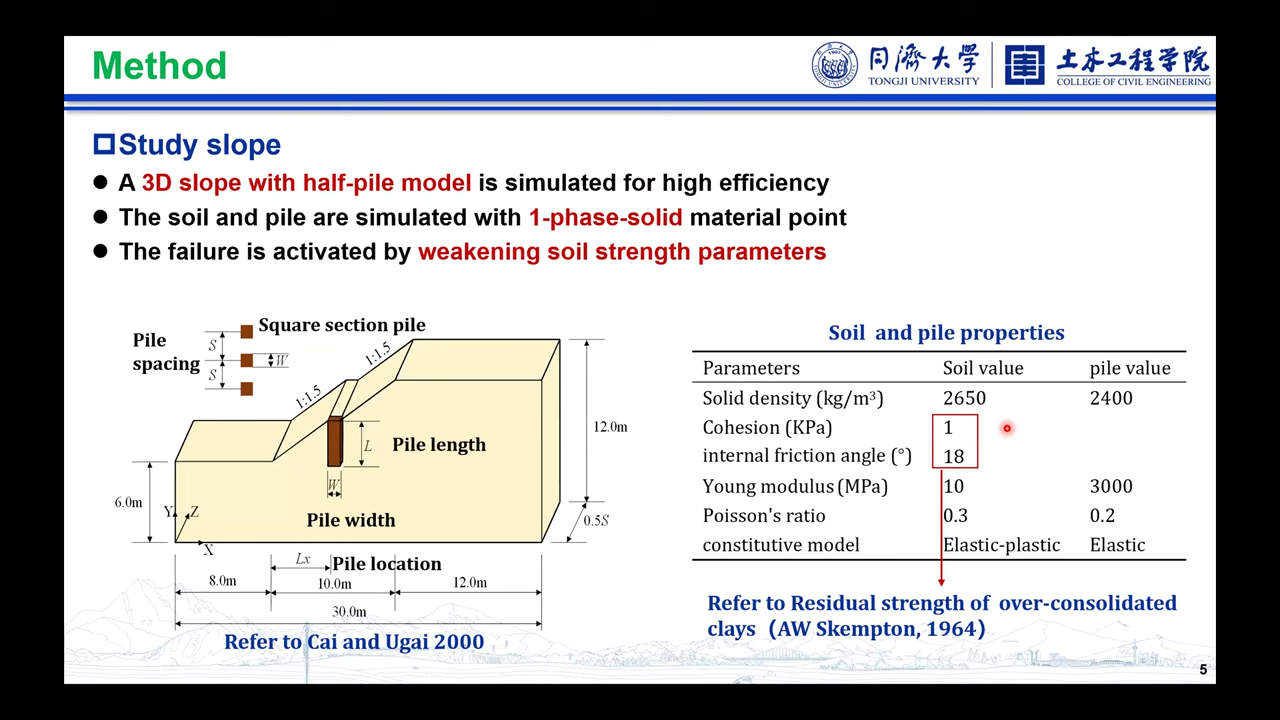 Method
同濟大学
TONGJI UNIVERSITY
土木工程学院
COLLEGE OF CIVIL ENGINEERING
Study slope
A 3D slope with half-pile model is simulated for high efficiency
The soil and pile are simulated with 1-phase-solid material point
The failure is activated by weakening soil strength parameters
Square section pile
Pile
spacing
S
W
S
1:1.5
1:1.5
Pile length
L
12.0m
W
6.0m
Y
Z
X
Pile width
0.5S
Lx
Pile location
8.0m
10.0m
12.0m
30.0m
Refer to Cai and Ugai 2000
Soil and pile properties
Parameters Soil value pile value
Solid density (kg/m³) 2650 2400
Cohesion (KPa) 1
internal friction angle (°) 18
Young modulus (MPa) 10 3000
Poisson's ratio 0.3 0.2
constitutive model Elastic-plastic Elastic
Refer to Residual strength of over-consolidated
clays (AW Skempton, 1964)
5